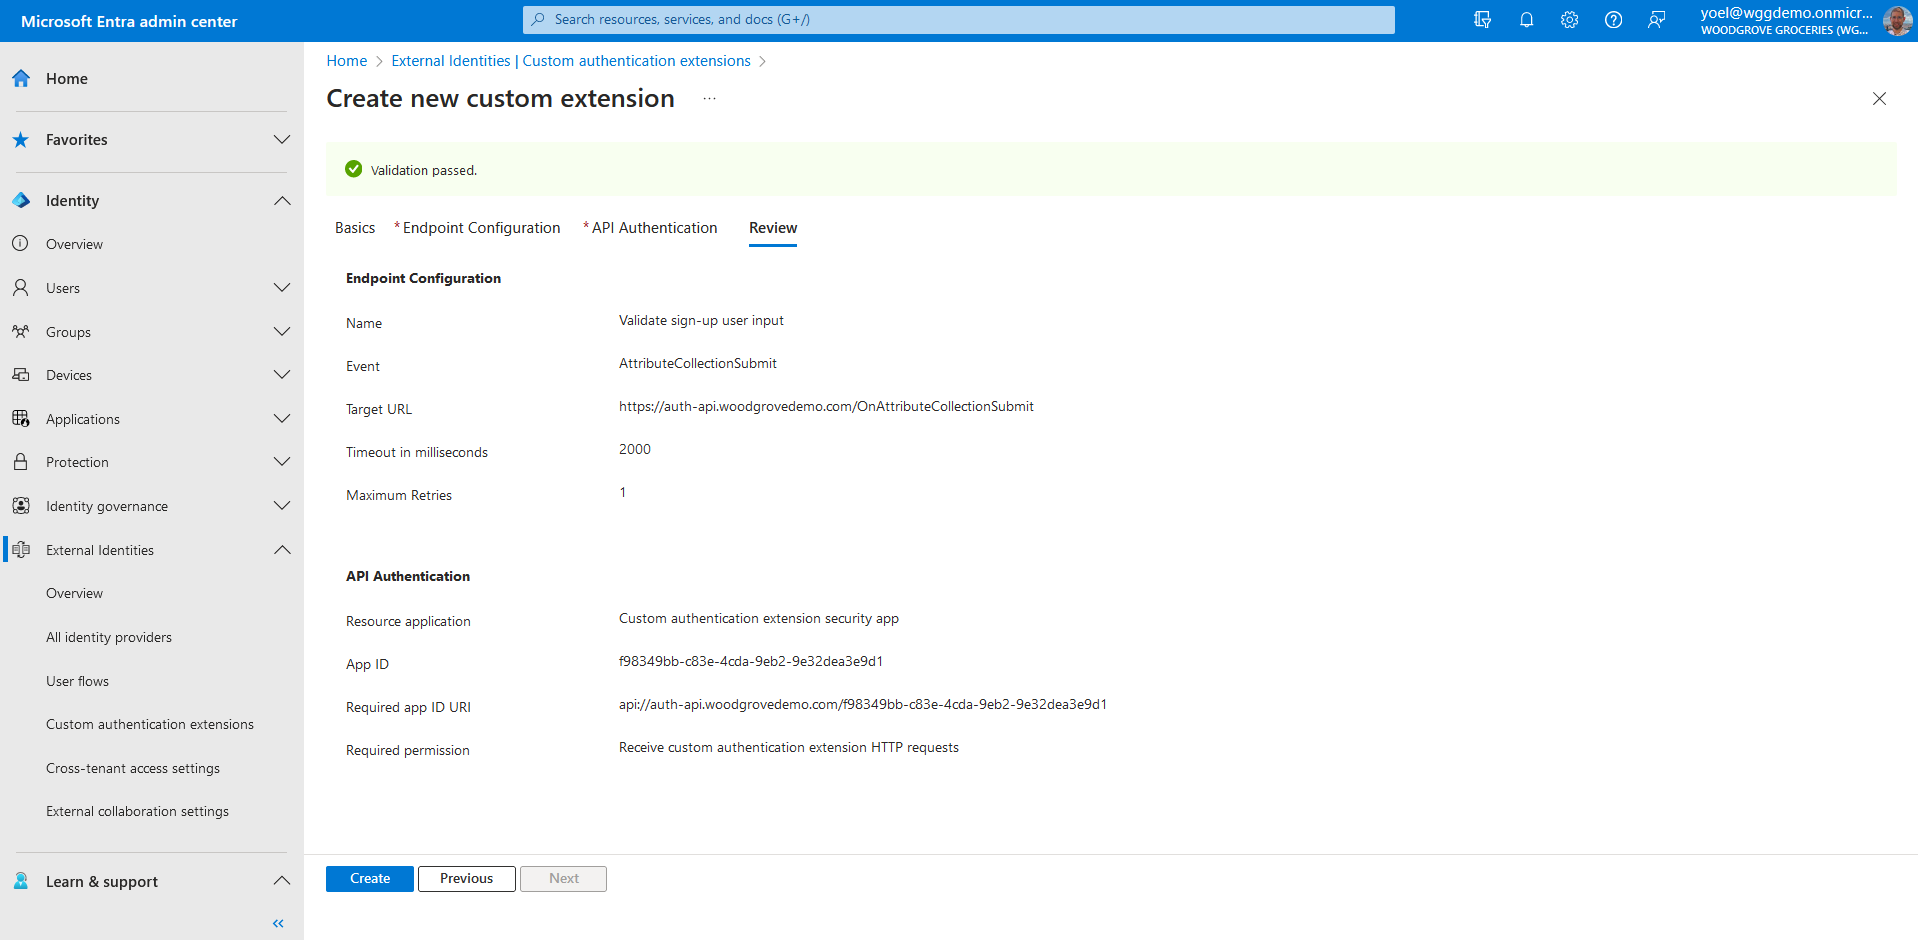 Microsoft Entra admin center
Search resources, services, and docs (G+/)
yoel@wggdemo.onmicr...
WOODGROVE GROCERIES (WG...
Home
Favorites
Identity
Overview
Users
Groups
Devices
Applications
Protection
Identity governance
External Identities
Overview
All identity providers
User flows
Custom authentication extensions
Cross-tenant access settings
External collaboration settings
Learn & support
Home > External Identities | Custom authentication extensions >
Create new custom extension ...
Validation passed.
Basics * Endpoint Configuration * API Authentication Review
Endpoint Configuration
Name Validate sign-up user input
Event AttributeCollectionSubmit
Target URL https://auth-api.woodgrovedemo.com/OnAttributeCollectionSubmit
Timeout in milliseconds 2000
Maximum Retries 1
API Authentication
Resource application Custom authentication extension security app
App ID f98349bb-c83e-4cda-9eb2-9e32dea3e9d1
Required app ID URI api://auth-api.woodgrovedemo.com/f98349bb-c83e-4cda-9eb2-9e32dea3e9d1
Required permission Receive custom authentication extension HTTP requests
Create Previous Next